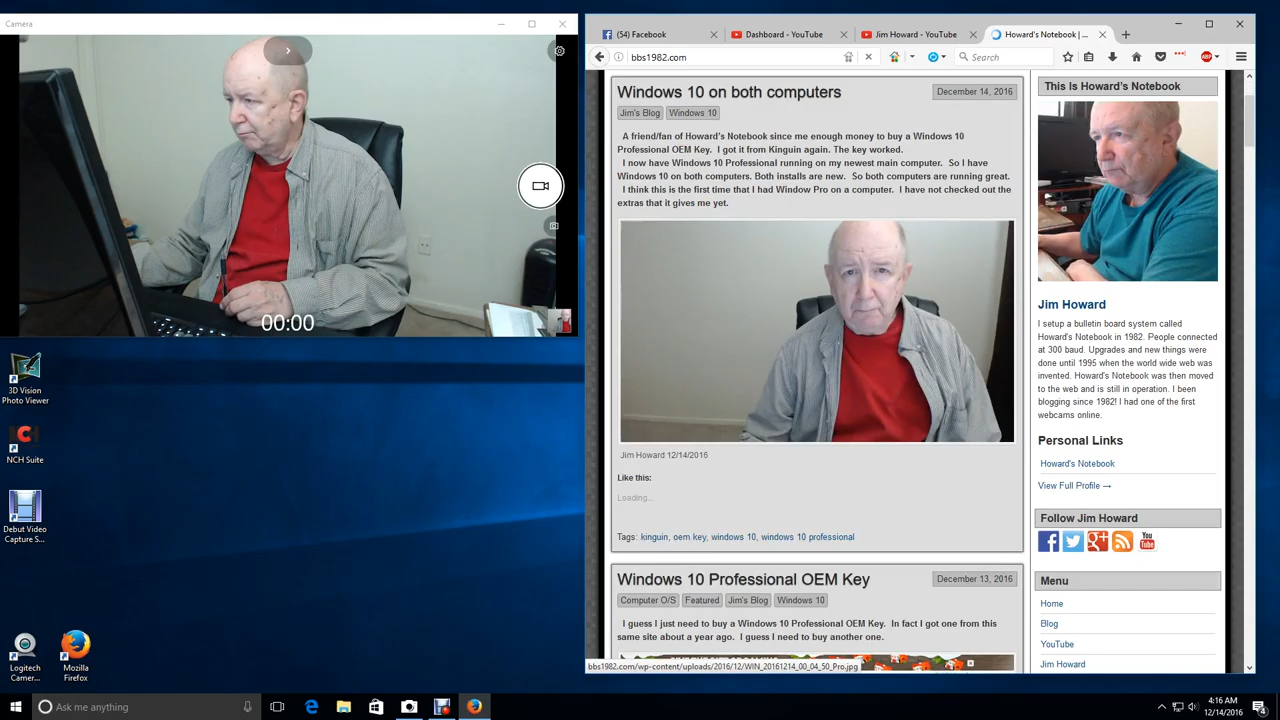 Camera
00:00
3D Vision
Photo Viewer
NCH Suite
Debut Video
Capture S...
Logitech
Camer...
Mozilla
Firefox
(54) Facebook
Dashboard - YouTube
Jim Howard - YouTube
Howard's Notebook | ...
bbs1982.com
Search
Windows 10 on both computers
December 14, 2016
Jim's Blog
Windows 10
A friend/fan of Howard's Notebook since me enough money to buy a Windows 10
Professional OEM Key. I got it from Kinguin again. The key worked.
I now have Windows 10 Professional running on my newest main computer. So I have
Windows 10 on both computers. Both installs are new. So both computers are running great.
I think this is the first time that I had Window Pro on a computer. I have not checked out the
extras that it gives me yet.
Jim Howard 12/14/2016
Like this:
Loading...
Tags: kinguin, oem key, windows 10, windows 10 professional
Windows 10 Professional OEM Key
December 13, 2016
Computer O/S
Featured
Jim's Blog
Windows 10
I guess I just need to buy a Windows 10 Professional OEM Key. In fact I got one from this
same site about a year ago. I guess I need to buy another one.
bbs1982.com/wp-content/uploads/2016/12/WIN_20161214_00_04_50_Pro.jpg
This Is Howard's Notebook
Jim Howard
I setup a bulletin board system called
Howard's Notebook in 1982. People connected
at 300 baud. Upgrades and new things were
done until 1995 when the world wide web was
invented. Howard's Notebook was then moved
to the web and is still in operation. I been
blogging since 1982! I had one of the first
webcams online.
Personal Links
Howard's Notebook
View Full Profile →
Follow Jim Howard
You
Tube
Menu
Home
Blog
YouTube
Jim Howard
Ask me anything
4:16 AM
12/14/2016
4